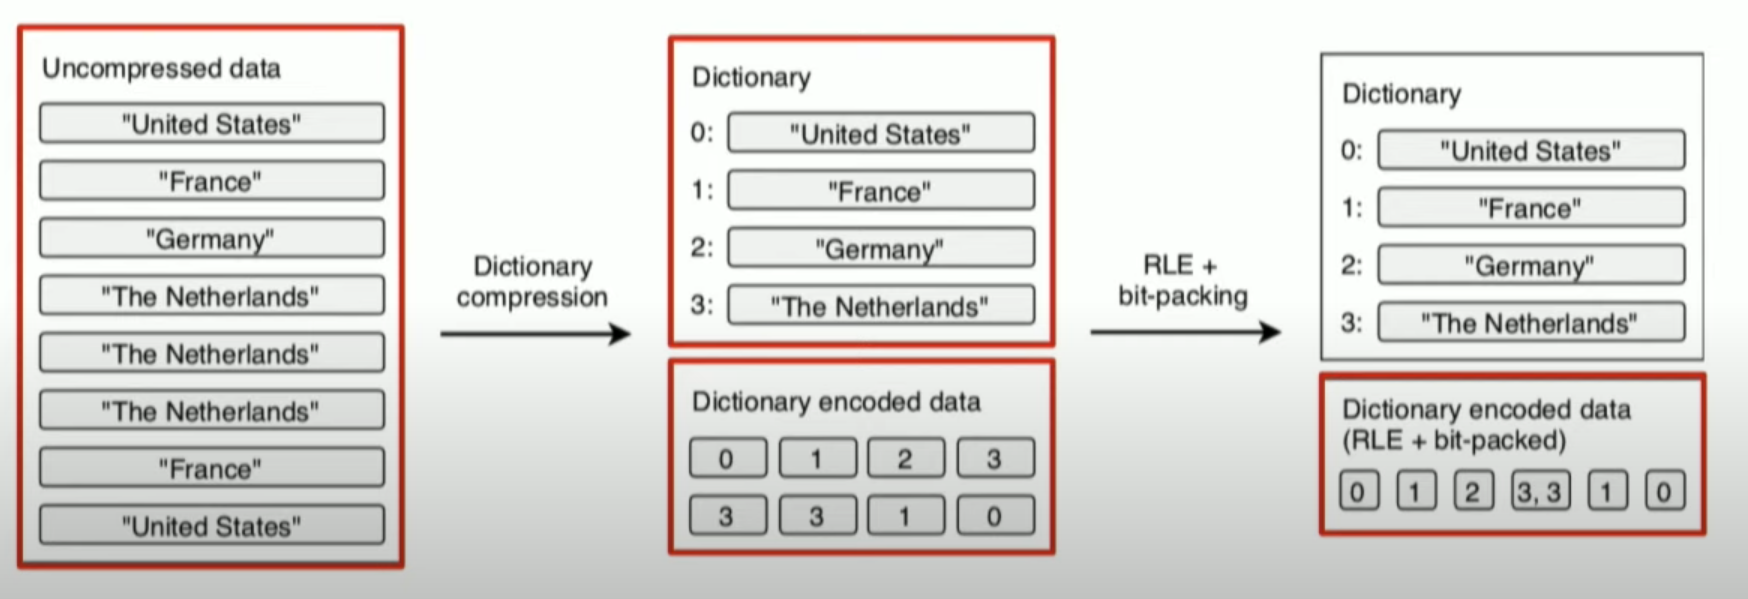 Uncompressed data
"United States"
"France"
"Germany"
"The Netherlands"
"The Netherlands"
"The Netherlands"
"France"
"United States"
Dictionary
compression
Dictionary
0: "United States"
1: "France"
2: "Germany"
3: "The Netherlands"
Dictionary encoded data
0 1 2 3
3 3 1 0
RLE +
bit-packing
Dictionary
0: "United States"
1: "France"
2: "Germany"
3: "The Netherlands"
Dictionary encoded data
(RLE + bit-packed)
0 1 2 3, 3 1 0